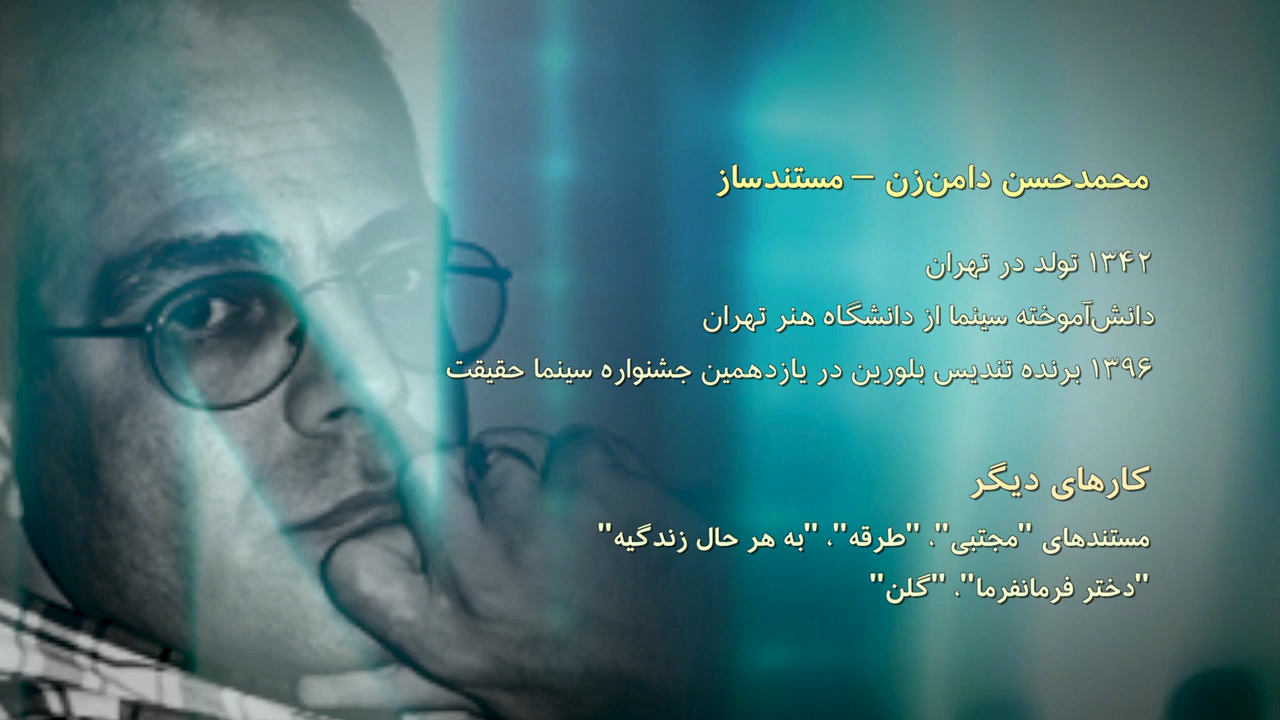 محمدحسن دامن‌زن – مستندساز
۱۳۴۲ تولد در تهران
دانش‌آموخته سینما از دانشگاه هنر تهران
۱۳۹۶ برنده تندیس بلورین در یازدهمین جشنواره سینما حقیقت
کارهای دیگر
مستندهای "مجتبی"، "طرقه"، "به هر حال زندگیه"
"دختر فرمانفرما"، "گلن"